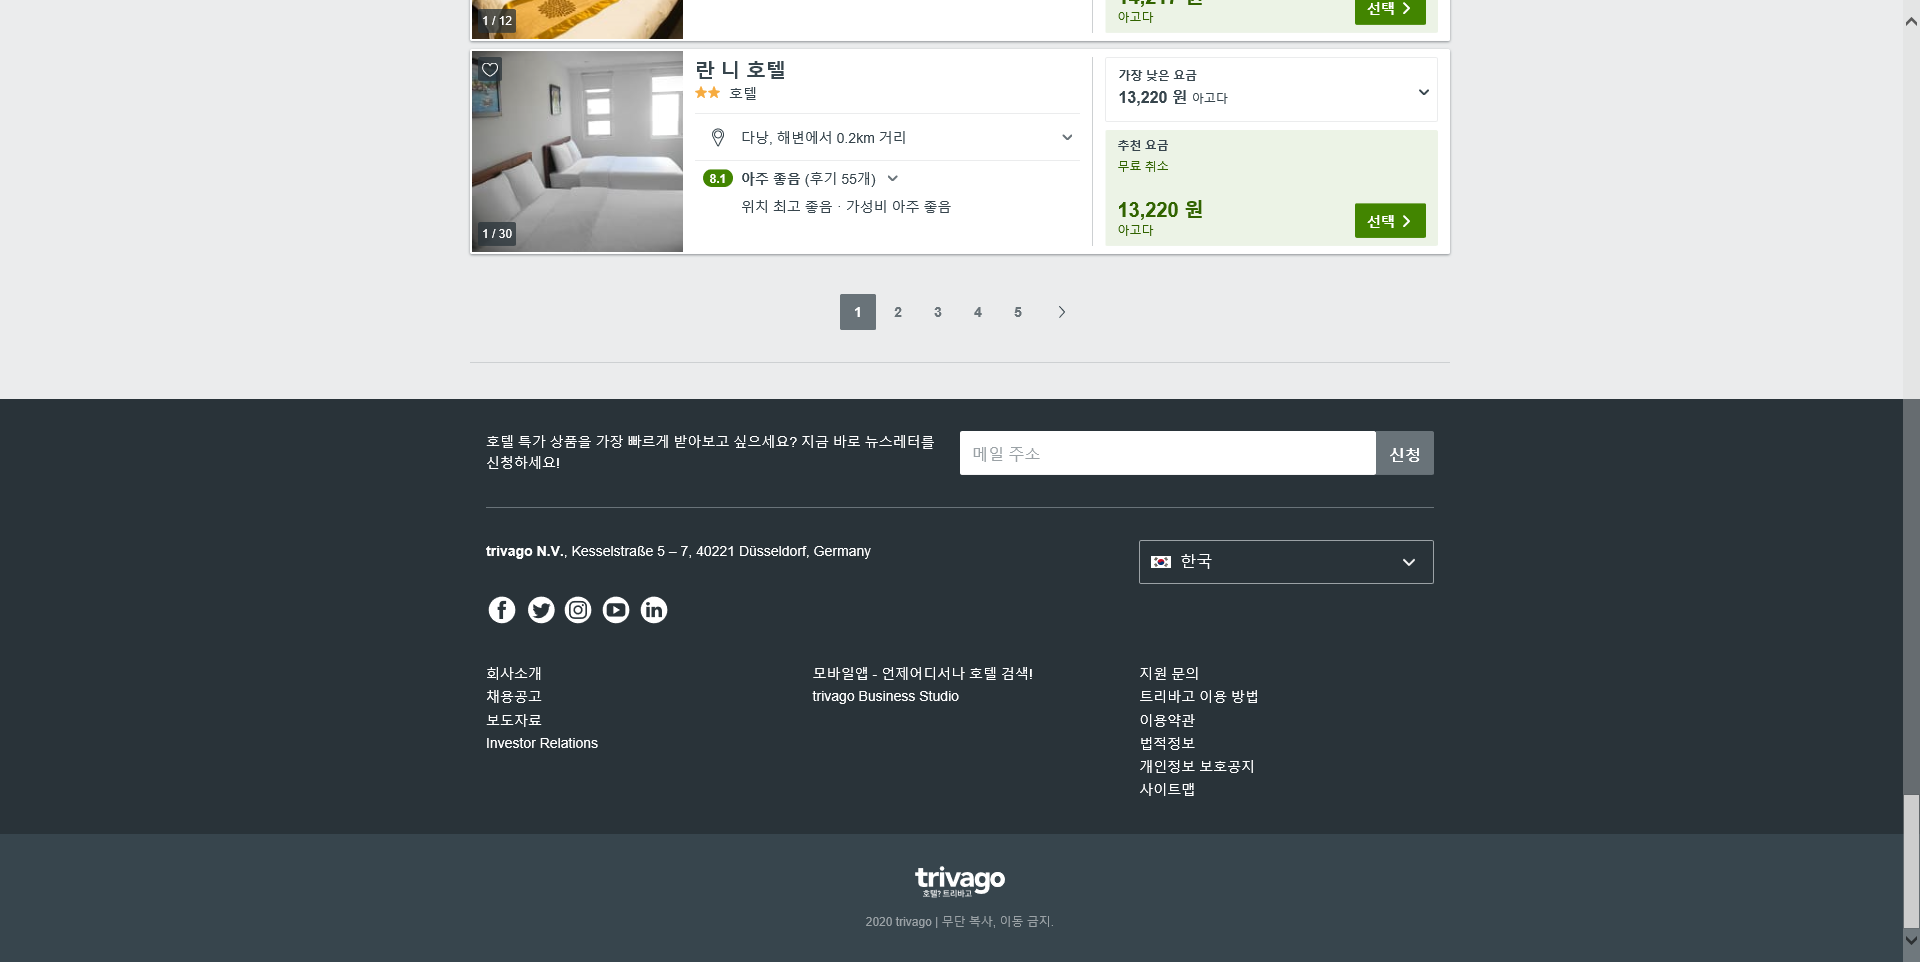 1 / 12
14,217 원
아고다
선택
란 니 호텔
호텔
다낭, 해변에서 0.2km 거리
8.1 아주 좋음 (후기 55개)
위치 최고 좋음 · 가성비 아주 좋음
1 / 30
가장 낮은 요금
13,220 원 아고다
추천 요금
무료 취소
13,220 원
아고다
선택
1 2 3 4 5
호텔 특가 상품을 가장 빠르게 받아보고 싶으세요? 지금 바로 뉴스레터를
신청하세요!
메일 주소
신청
trivago N.V., Kesselstraße 5 – 7, 40221 Düsseldorf, Germany
한국
회사소개
채용공고
보도자료
Investor Relations
모바일앱 - 언제어디서나 호텔 검색!
trivago Business Studio
지원 문의
트리바고 이용 방법
이용약관
법적정보
개인정보 보호공지
사이트맵
trivago
호텔? 트리바고
2020 trivago | 무단 복사, 이동 금지.